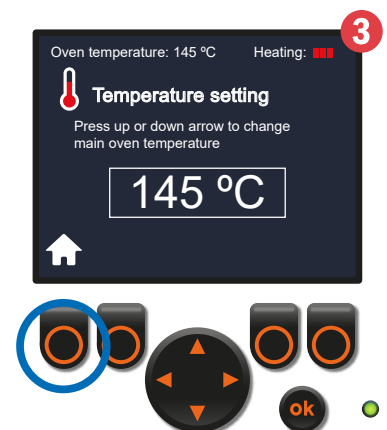 3
Oven temperature: 145 ºC Heating:
Temperature setting
Press up or down arrow to change
main oven temperature
145 ºC
ok